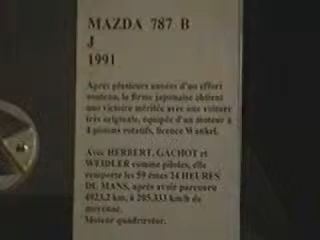 MAZDA 787 B
J
1991
Après plusieurs années d'un effort
soutenu, la firme japonaise obtient
une victoire méritée avec une voiture
très originale, équipée d'un moteur à
4 pistons rotatifs, licence Wankel.
Avec HERBERT, GACHOT et
WEIDLER comme pilotes, elle
remporte les 59 èmes 24 HEURES
DU MANS, après avoir parcouru
4923,2 km, à 205,333 km/h de
moyenne.
Moteur quadrirotor.